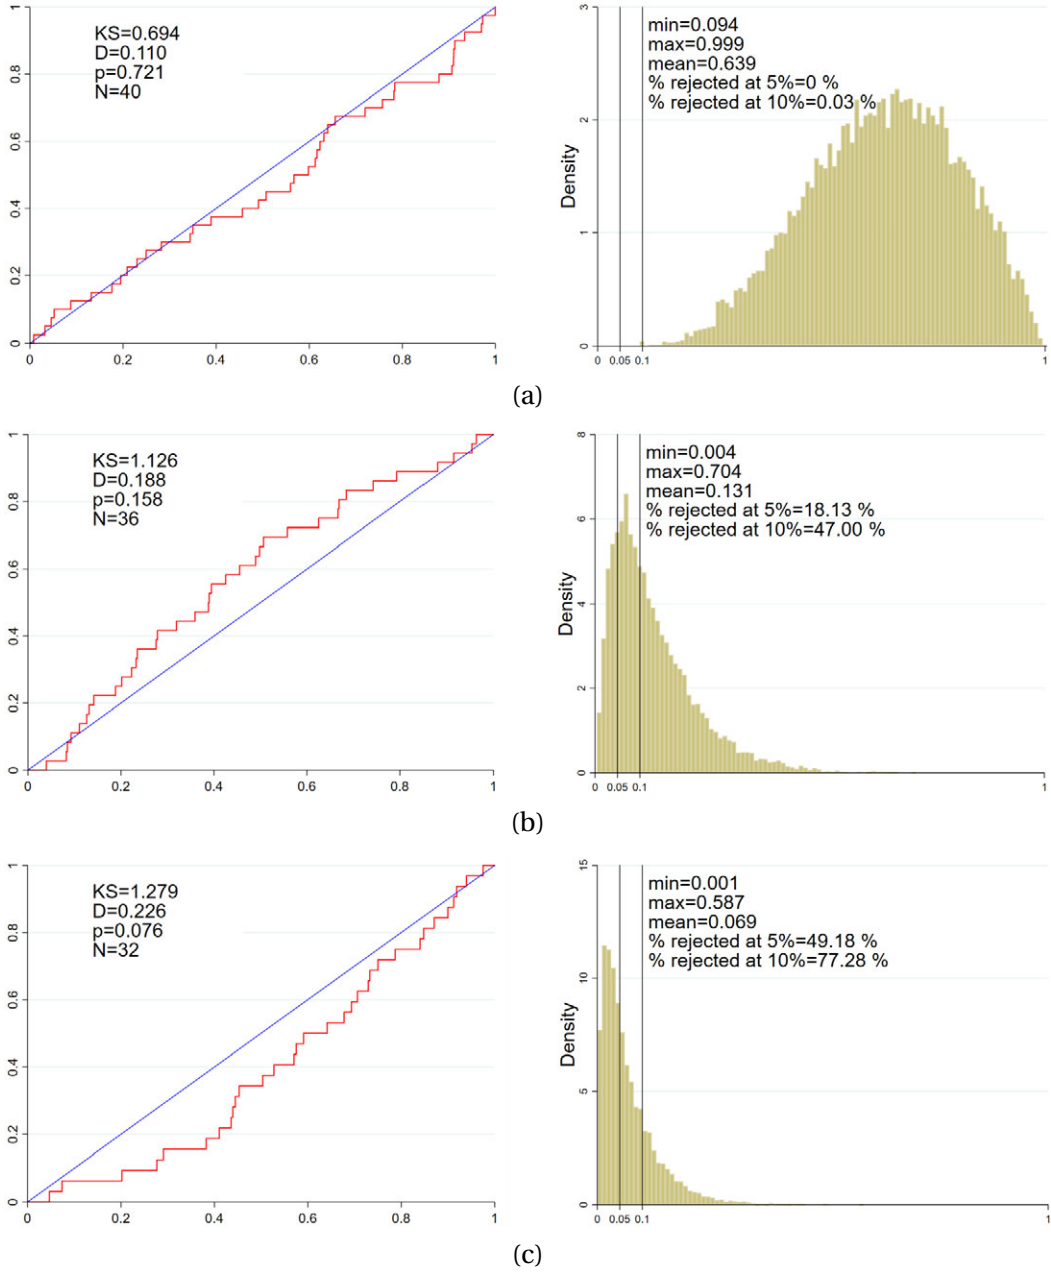 KS=0.694
D=0.110
p=0.721
N=40
1
0.8
0.6
0.4
0.2
0
0 0.2 0.4 0.6 0.8 1
min=0.094
max=0.999
mean=0.639
% rejected at 5%=0 %
% rejected at 10%=0.03 %
Density
3
2
1
0
0 0.05 0.1 1
(a)
KS=1.126
D=0.188
p=0.158
N=36
1
0.8
0.6
0.4
0.2
0
0 0.2 0.4 0.6 0.8 1
min=0.004
max=0.704
mean=0.131
% rejected at 5%=18.13 %
% rejected at 10%=47.00 %
Density
8
6
4
2
0
0 0.05 0.1 1
(b)
KS=1.279
D=0.226
p=0.076
N=32
1
0.8
0.6
0.4
0.2
0
0 0.2 0.4 0.6 0.8 1
min=0.001
max=0.587
mean=0.069
% rejected at 5%=49.18 %
% rejected at 10%=77.28 %
Density
15
10
5
0
0 0.05 0.1 1
(c)